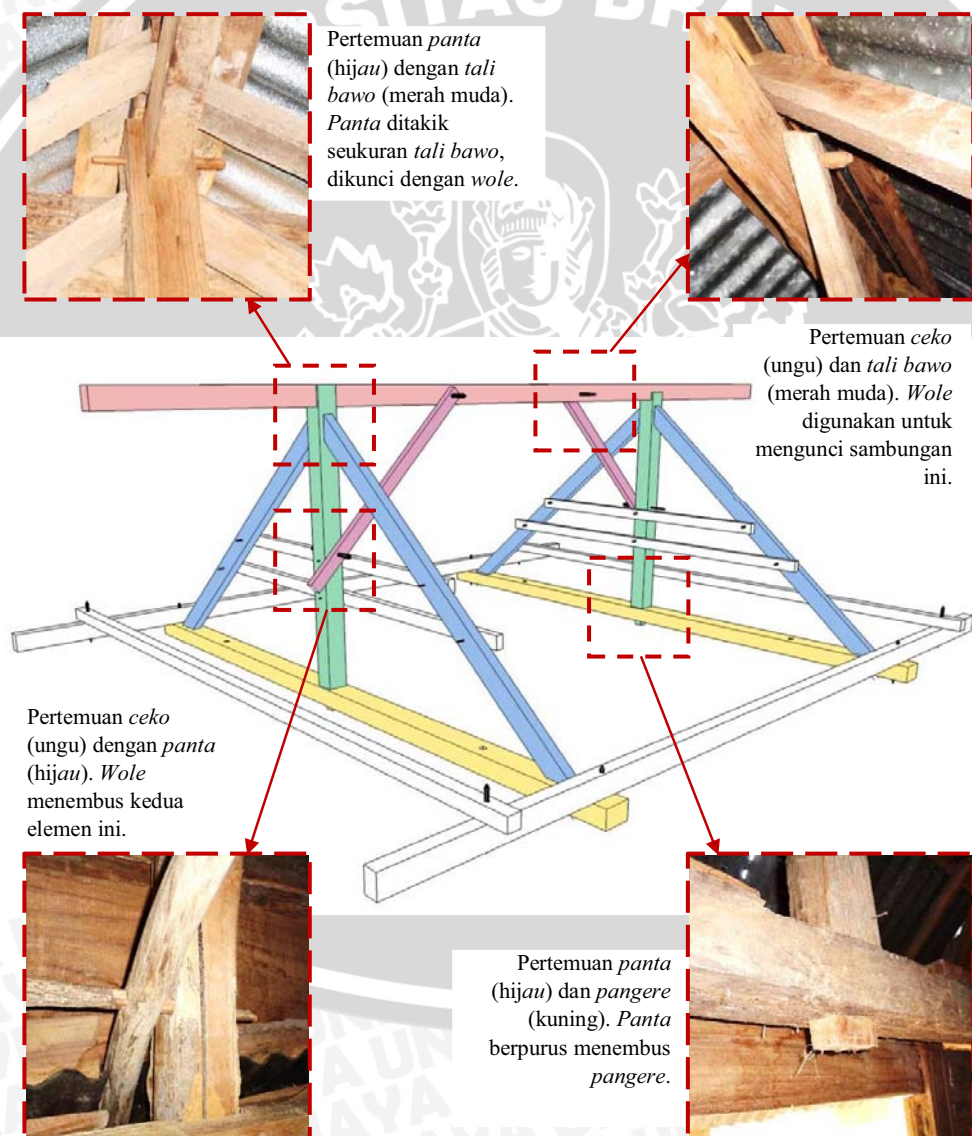 Pertemuan panta
(hijau) dengan tali
bawo (merah muda).
Panta ditakik
seukuran tali bawo,
dikunci dengan wole.
Pertemuan ceko
(ungu) dan tali bawo
(merah muda). Wole
digunakan untuk
mengunci sambungan
ini.
Pertemuan ceko
(ungu) dengan panta
(hijau). Wole
menembus kedua
elemen ini.
Pertemuan panta
(hijau) dan pangere
(kuning). Panta
berpurus menembus
pangere.